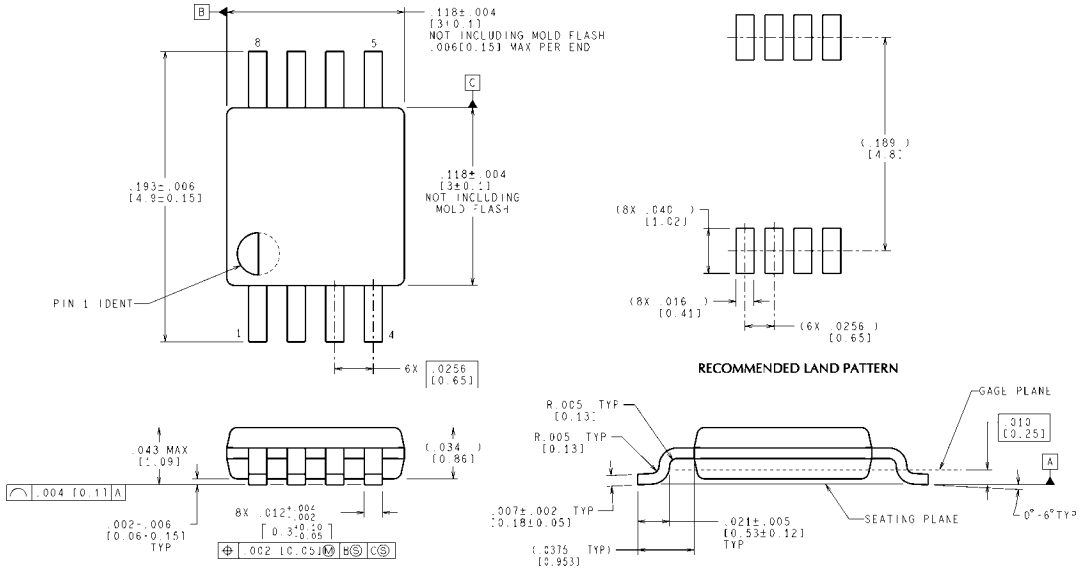 B
.118±.004
[3±0.1]
NOT INCLUDING MOLD FLASH
.006[0.15] MAX PER END
8
5
C
.193±.006
[4.9±0.15]
.118±.004
[3±0.1]
NOT INCLUDING
MOLD FLASH
PIN 1 IDENT
1
4
6X .0256
[0.65]
(.189 )
[4.8]
(8X .040 )
[1.02]
(8X .016 )
[0.41]
(6X .0256 )
[0.65]
RECOMMENDED LAND PATTERN
.043 MAX
[1.09]
(.034 )
[0.86]
.004 [0.1] A
.002-.006
[0.06-0.15]
TYP
8X .012+.004
-.002
[0.3+0.10
-0.05]
⌖ .002 [0.05]Ⓜ BⓈ CⓈ
R.005 TYP
[0.13]
R.005 TYP
[0.13]
GAGE PLANE
.010
[0.25]
A
0°-6° TYP
SEATING PLANE
.007±.002 TYP
[0.18±0.05]
.021±.005
[0.53±0.12]
TYP
(.0375 TYP)
[0.953]